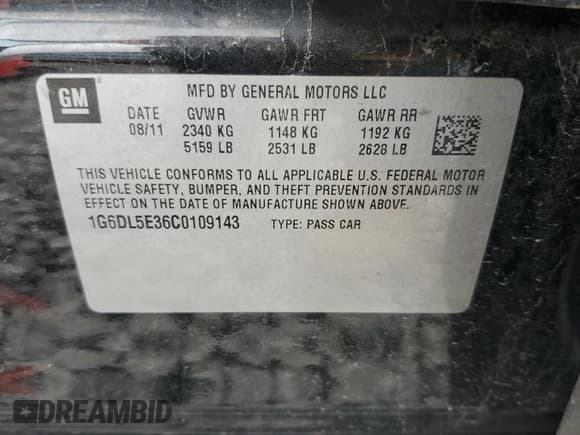 GM
MFD BY GENERAL MOTORS LLC
DATE GVWR GAWR FRT GAWR RR
08/11 2340 KG 1148 KG 1192 KG
5159 LB 2531 LB 2628 LB
THIS VEHICLE CONFORMS TO ALL APPLICABLE U.S. FEDERAL MOTOR
VEHICLE SAFETY, BUMPER, AND THEFT PREVENTION STANDARDS IN
EFFECT ON THE DATE OF MANUFACTURE SHOWN ABOVE.
1G6DL5E36C0109143 TYPE: PASS CAR
DREAMBID